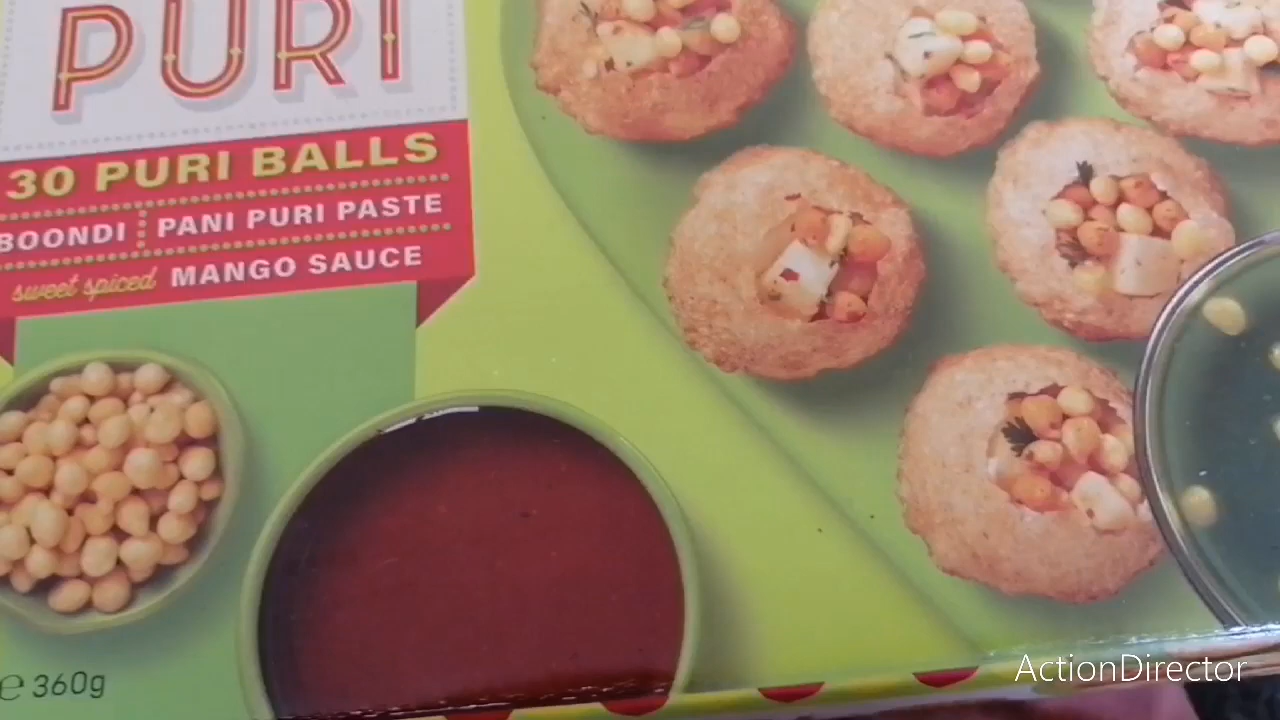 PURI
30 PURI BALLS
BOONDI PANI PURI PASTE
sweet spiced MANGO SAUCE
e 360g
ActionDirector